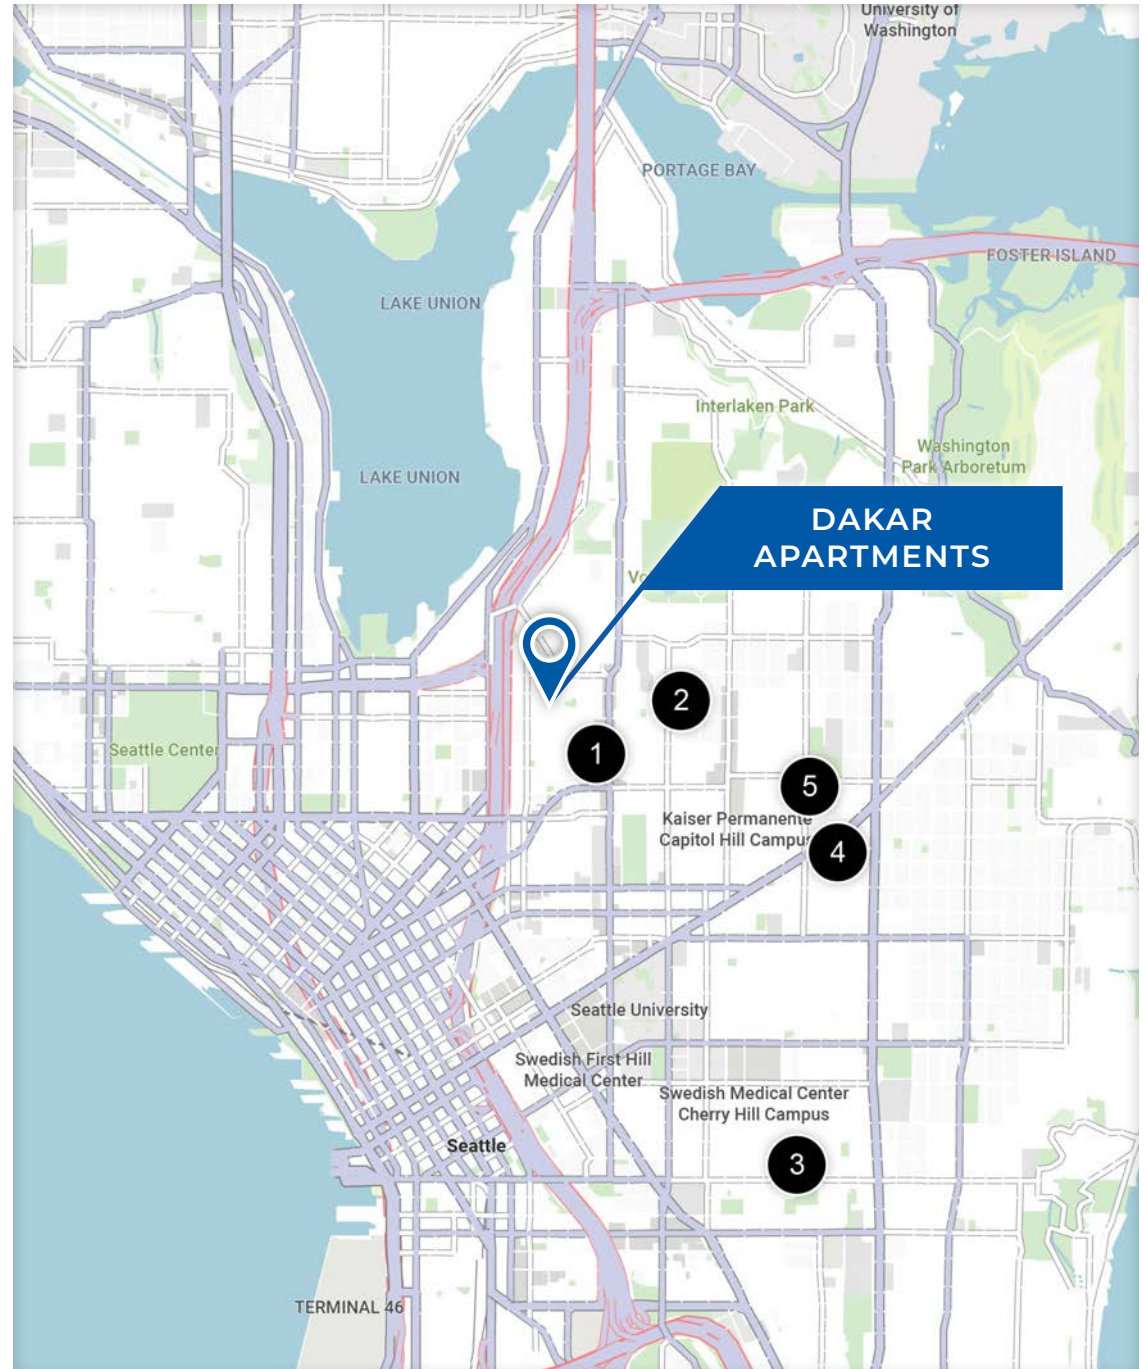 University of
Washington
PORTAGE BAY
FOSTER ISLAND
LAKE UNION
Interlaken Park
Washington
Park Arboretum
LAKE UNION
DAKAR
APARTMENTS
2
1
Seattle Center
5
Kaiser Permanente
Capitol Hill Campus
4
Seattle University
Swedish First Hill
Medical Center
Swedish Medical Center
Cherry Hill Campus
Seattle
3
TERMINAL 46